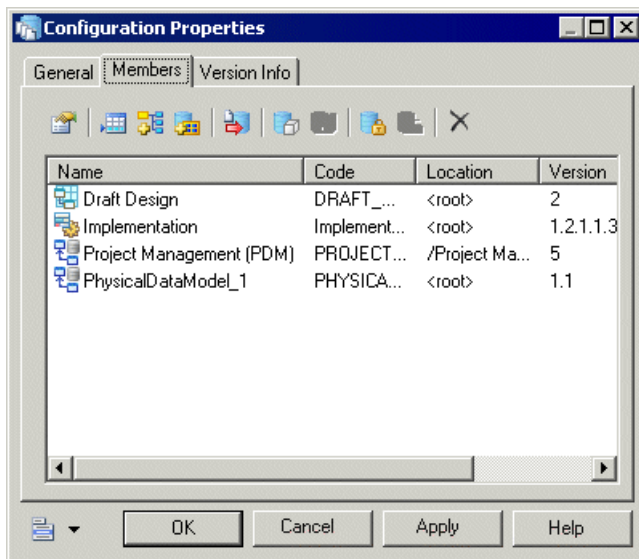 Configuration Properties
General Members Version Info
Name Code Location Version
Draft Design DRAFT_... <root> 2
Implementation Implement... <root> 1.2.1.1.3
Project Management (PDM) PROJECT... /Project Ma... 5
PhysicalDataModel_1 PHYSICA... <root> 1.1
OK Cancel Apply Help